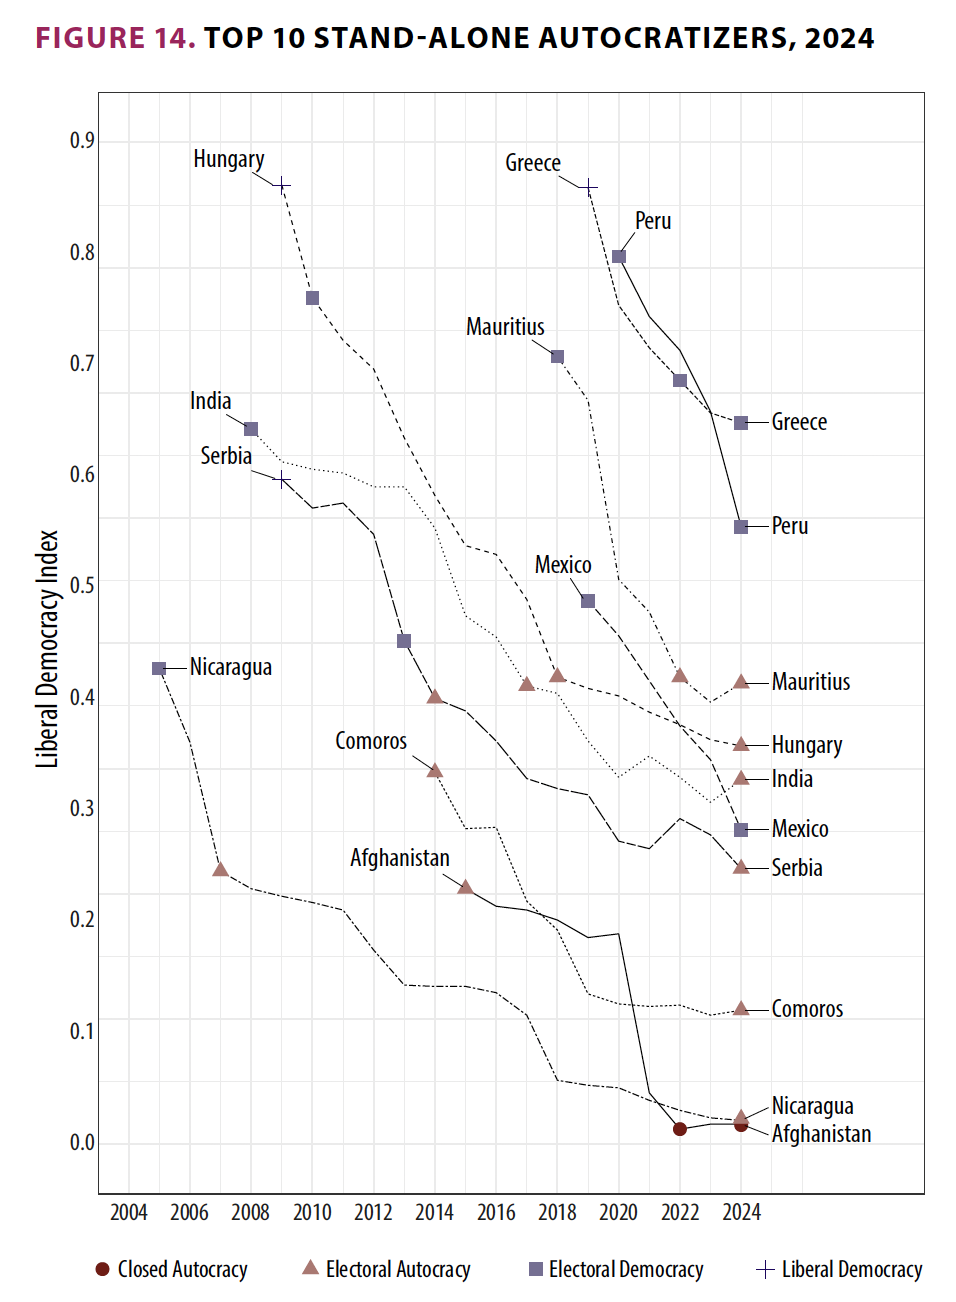 FIGURE 14. TOP 10 STAND-ALONE AUTOCRATIZERS, 2024
Liberal Democracy Index
0.9
0.8
0.7
0.6
0.5
0.4
0.3
0.2
0.1
0.0
Hungary
Greece
Peru
Mauritius
India
Serbia
Mexico
Nicaragua
Comoros
Afghanistan
Greece
Peru
Mauritius
Hungary
India
Mexico
Serbia
Comoros
Nicaragua
Afghanistan
2004 2006 2008 2010 2012 2014 2016 2018 2020 2022 2024
Closed Autocracy Electoral Autocracy Electoral Democracy Liberal Democracy